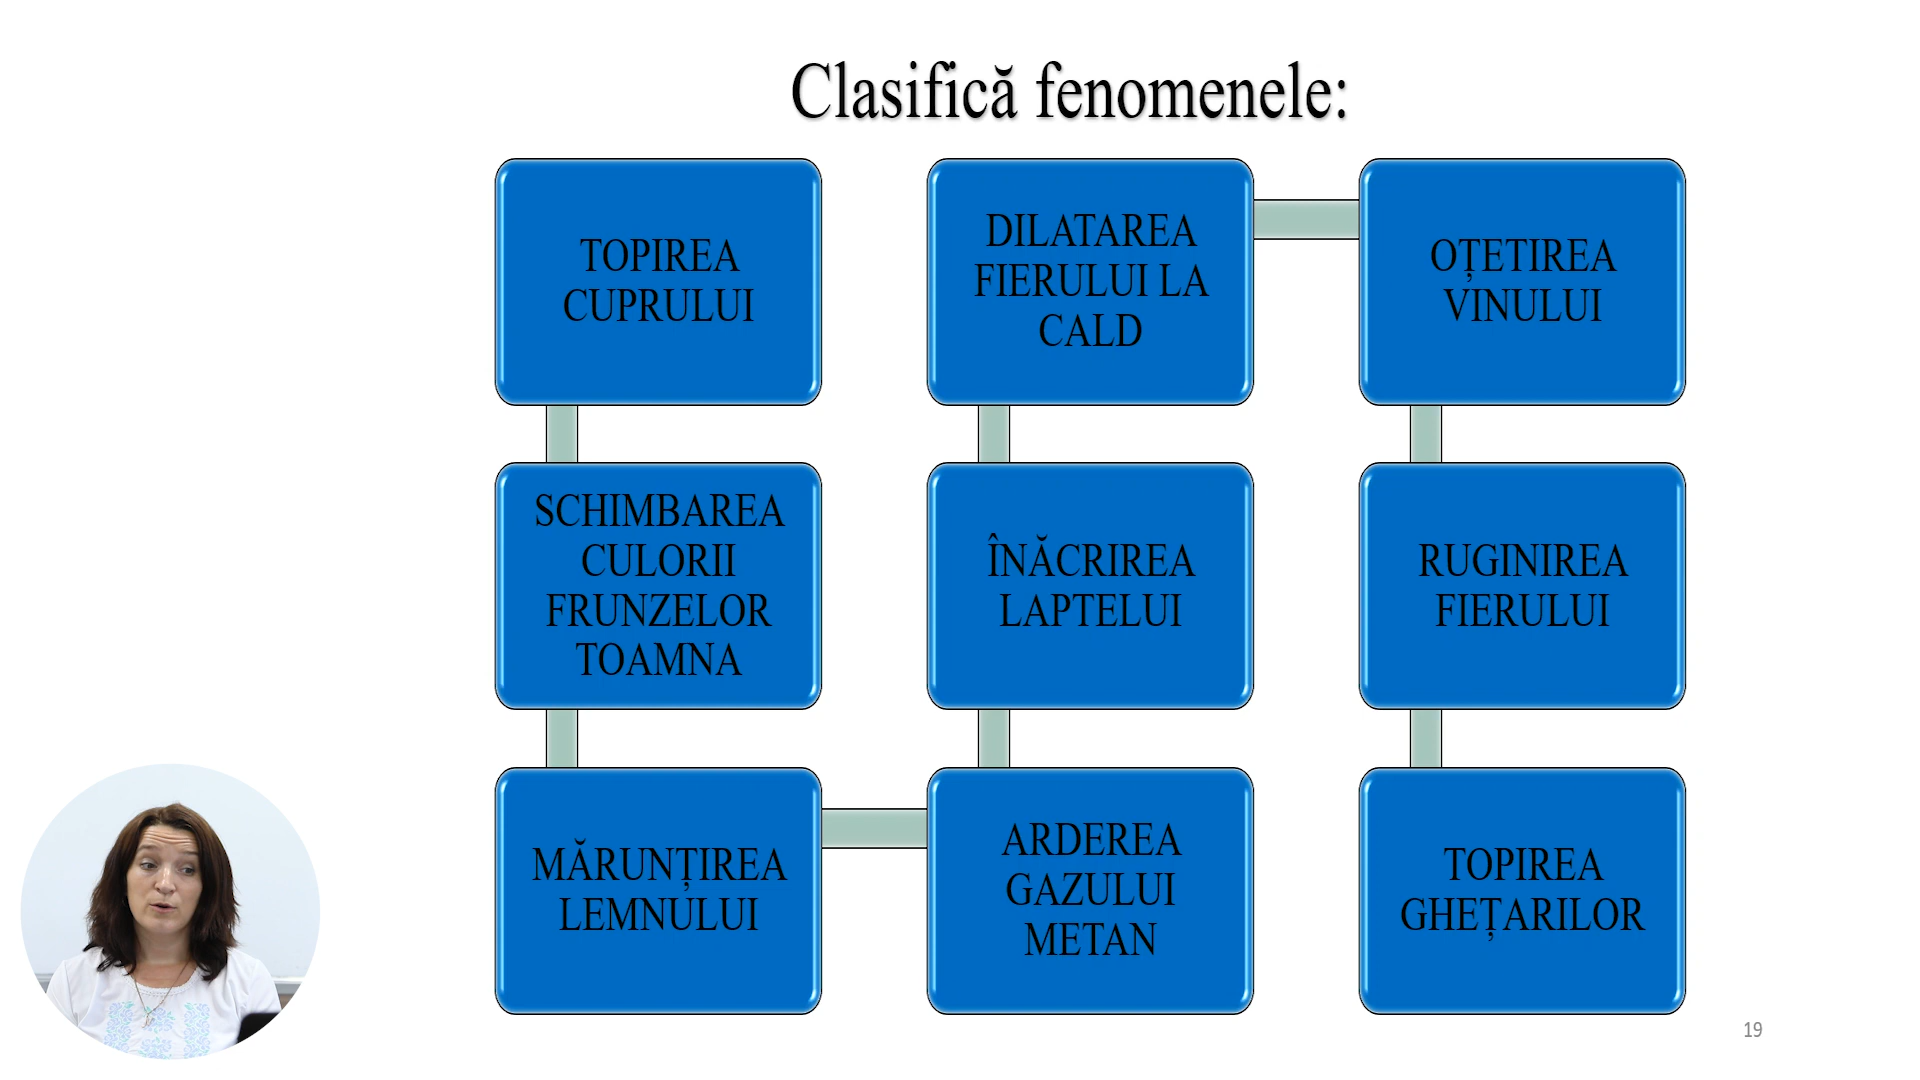 Clasifică fenomenele:
TOPIREA
CUPRULUI
SCHIMBAREA
CULORII
FRUNZELOR
TOAMNA
MĂRUNȚIREA
LEMNULUI
ARDEREA
GAZULUI
METAN
ÎNĂCRIREA
LAPTELUI
DILATAREA
FIERULUI LA
CALD
OȚETIREA
VINULUI
RUGINIREA
FIERULUI
TOPIREA
GHEȚARILOR
19